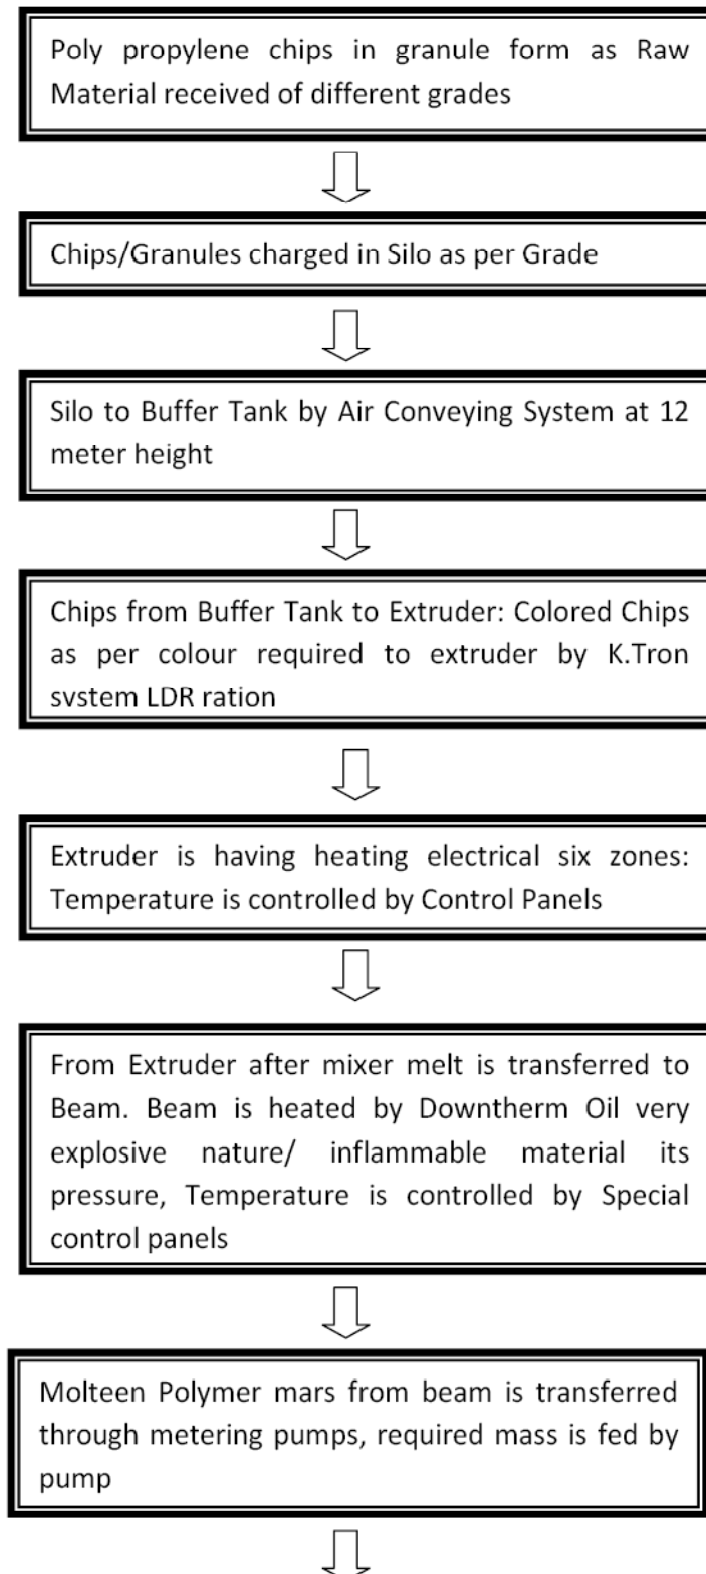 Poly propylene chips in granule form as Raw
Material received of different grades
Chips/Granules charged in Silo as per Grade
Silo to Buffer Tank by Air Conveying System at 12
meter height
Chips from Buffer Tank to Extruder: Colored Chips
as per colour required to extruder by K.Tron
system LDR ration
Extruder is having heating electrical six zones:
Temperature is controlled by Control Panels
From Extruder after mixer melt is transferred to
Beam. Beam is heated by Downtherm Oil very
explosive nature/ inflammable material its
pressure, Temperature is controlled by Special
control panels
Molteen Polymer mars from beam is transferred
through metering pumps, required mass is fed by
pump